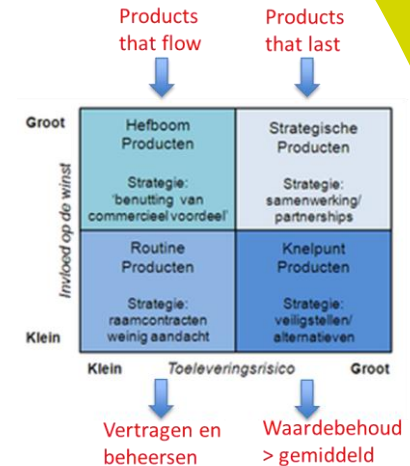 Products
that flow
Products
that last
Groot
Hefboom
Producten
Strategie:
'benutting van
commercieel voordeel'
Strategische
Producten
Strategie:
samenwerking/
partnerships
Invloed op de winst
Routine
Producten
Strategie:
raamcontracten
weinig aandacht
Knelpunt
Producten
Strategie:
veiligstellen/
alternatieven
Klein
Klein Toeleveringsrisico Groot
Vertragen en
beheersen
Waardebehoud
> gemiddeld